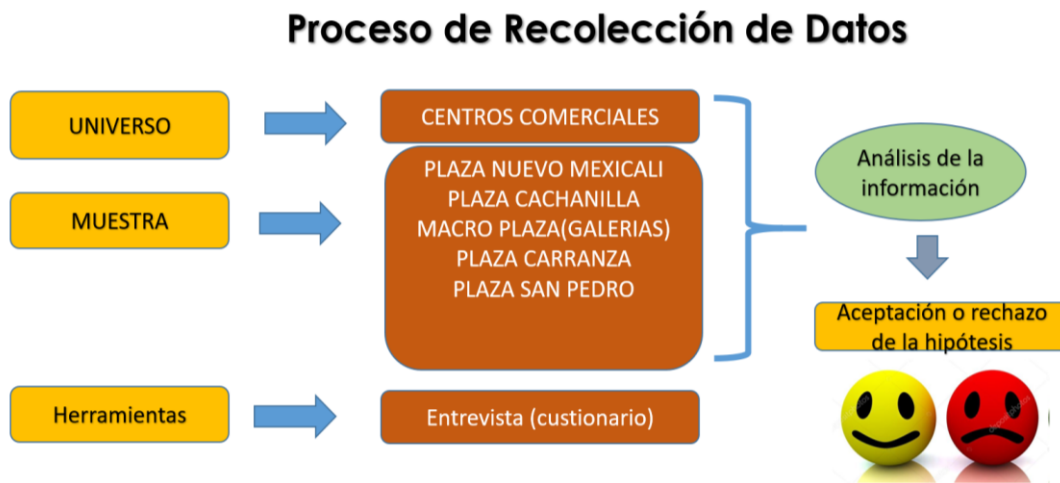 Proceso de Recolección de Datos
UNIVERSO
CENTROS COMERCIALES
MUESTRA
PLAZA NUEVO MEXICALI
PLAZA CACHANILLA
MACRO PLAZA(GALERIAS)
PLAZA CARRANZA
PLAZA SAN PEDRO
Herramientas
Entrevista (custionario)
Análisis de la
información
Aceptación o rechazo
de la hipótesis